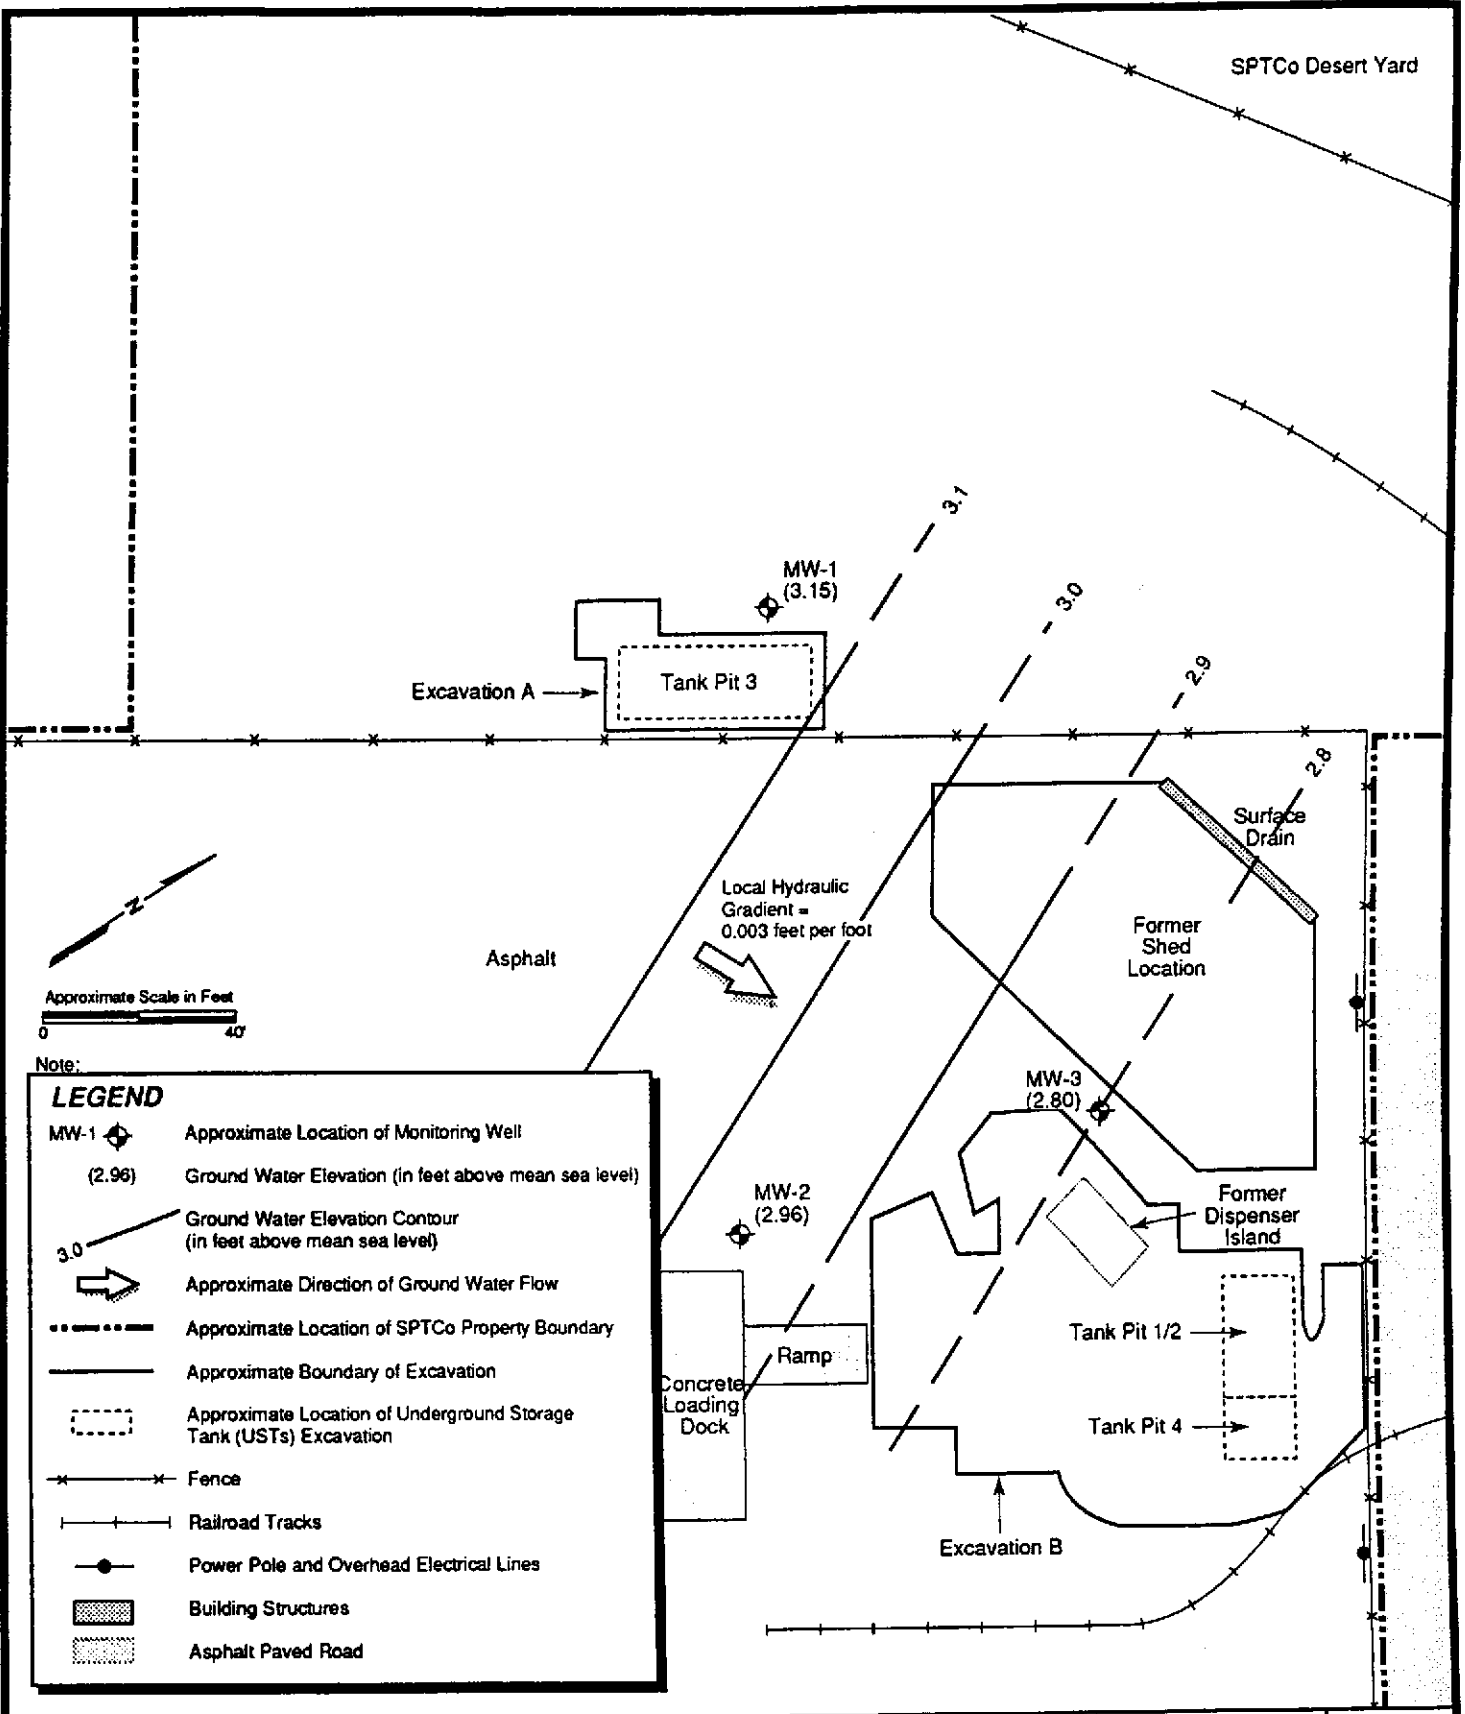 SPTCo Desert Yard
3.1
MW-1
(3.15)
3.0
Tank Pit 3
Excavation A
2.9
2.8
Surface
Drain
Local Hydraulic
Gradient =
0.003 feet per foot
Former
Shed
Location
Asphalt
N
Approximate Scale in Feet
0 40'
Note:
MW-3
(2.80)
MW-2
(2.96)
Former
Dispenser
Island
Tank Pit 1/2
Ramp
Concrete
Loading
Dock
Tank Pit 4
Excavation B
LEGEND
MW-1 Approximate Location of Monitoring Well
(2.96) Ground Water Elevation (in feet above mean sea level)
3.0 Ground Water Elevation Contour
(in feet above mean sea level)
Approximate Direction of Ground Water Flow
Approximate Location of SPTCo Property Boundary
Approximate Boundary of Excavation
Approximate Location of Underground Storage
Tank (USTs) Excavation
Fence
Railroad Tracks
Power Pole and Overhead Electrical Lines
Building Structures
Asphalt Paved Road